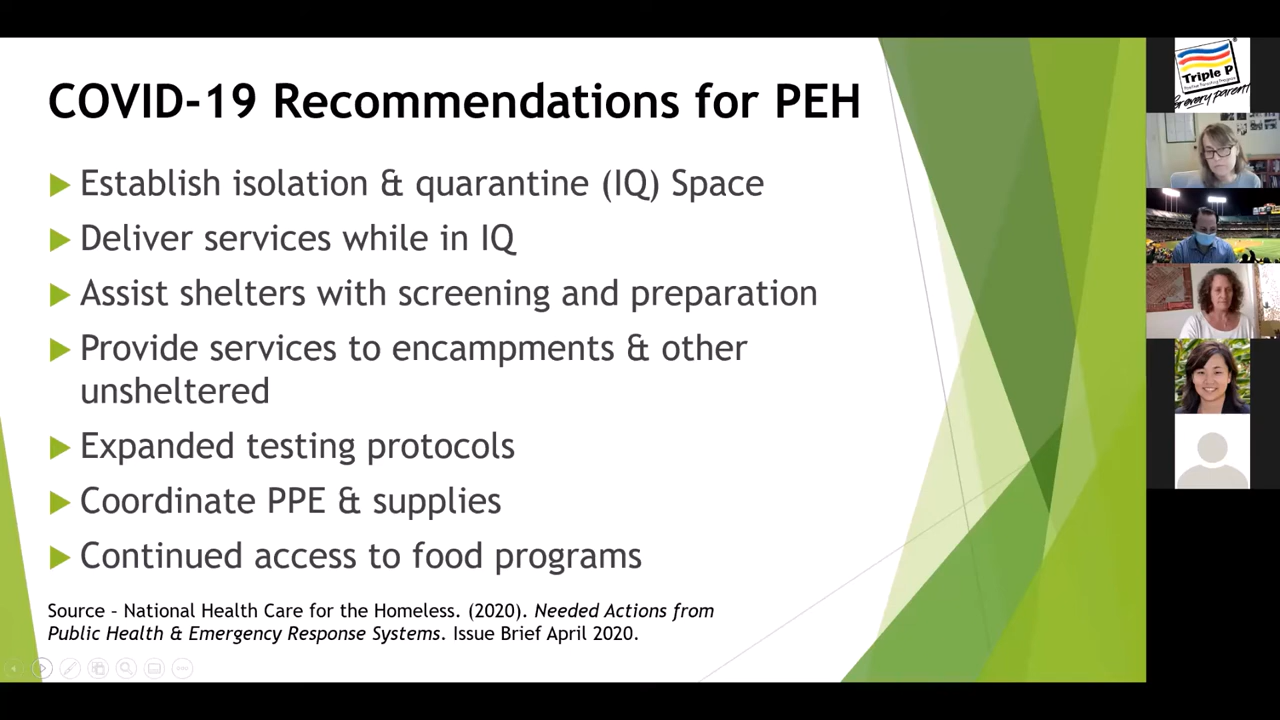 COVID-19 Recommendations for PEH
Establish isolation & quarantine (IQ) Space
Deliver services while in IQ
Assist shelters with screening and preparation
Provide services to encampments & other
unsheltered
Expanded testing protocols
Coordinate PPE & supplies
Continued access to food programs
Source – National Health Care for the Homeless. (2020). Needed Actions from
Public Health & Emergency Response Systems. Issue Brief April 2020.
Triple P
Positive Parenting Program
for every parent